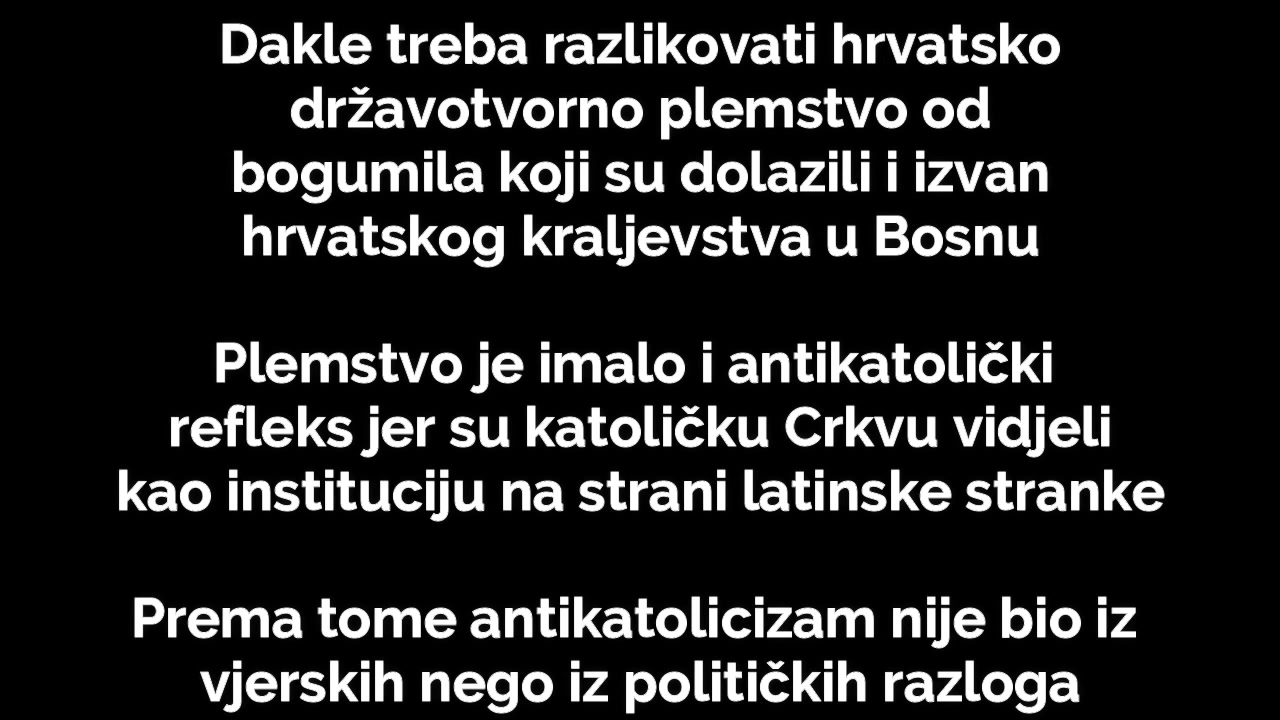 Dakle treba razlikovati hrvatsko
državotvorno plemstvo od
bogumila koji su dolazili i izvan
hrvatskog kraljevstva u Bosnu
Plemstvo je imalo i antikatolički
refleks jer su katoličku Crkvu vidjeli
kao instituciju na strani latinske stranke
Prema tome antikatolicizam nije bio iz
vjerskih nego iz političkih razloga